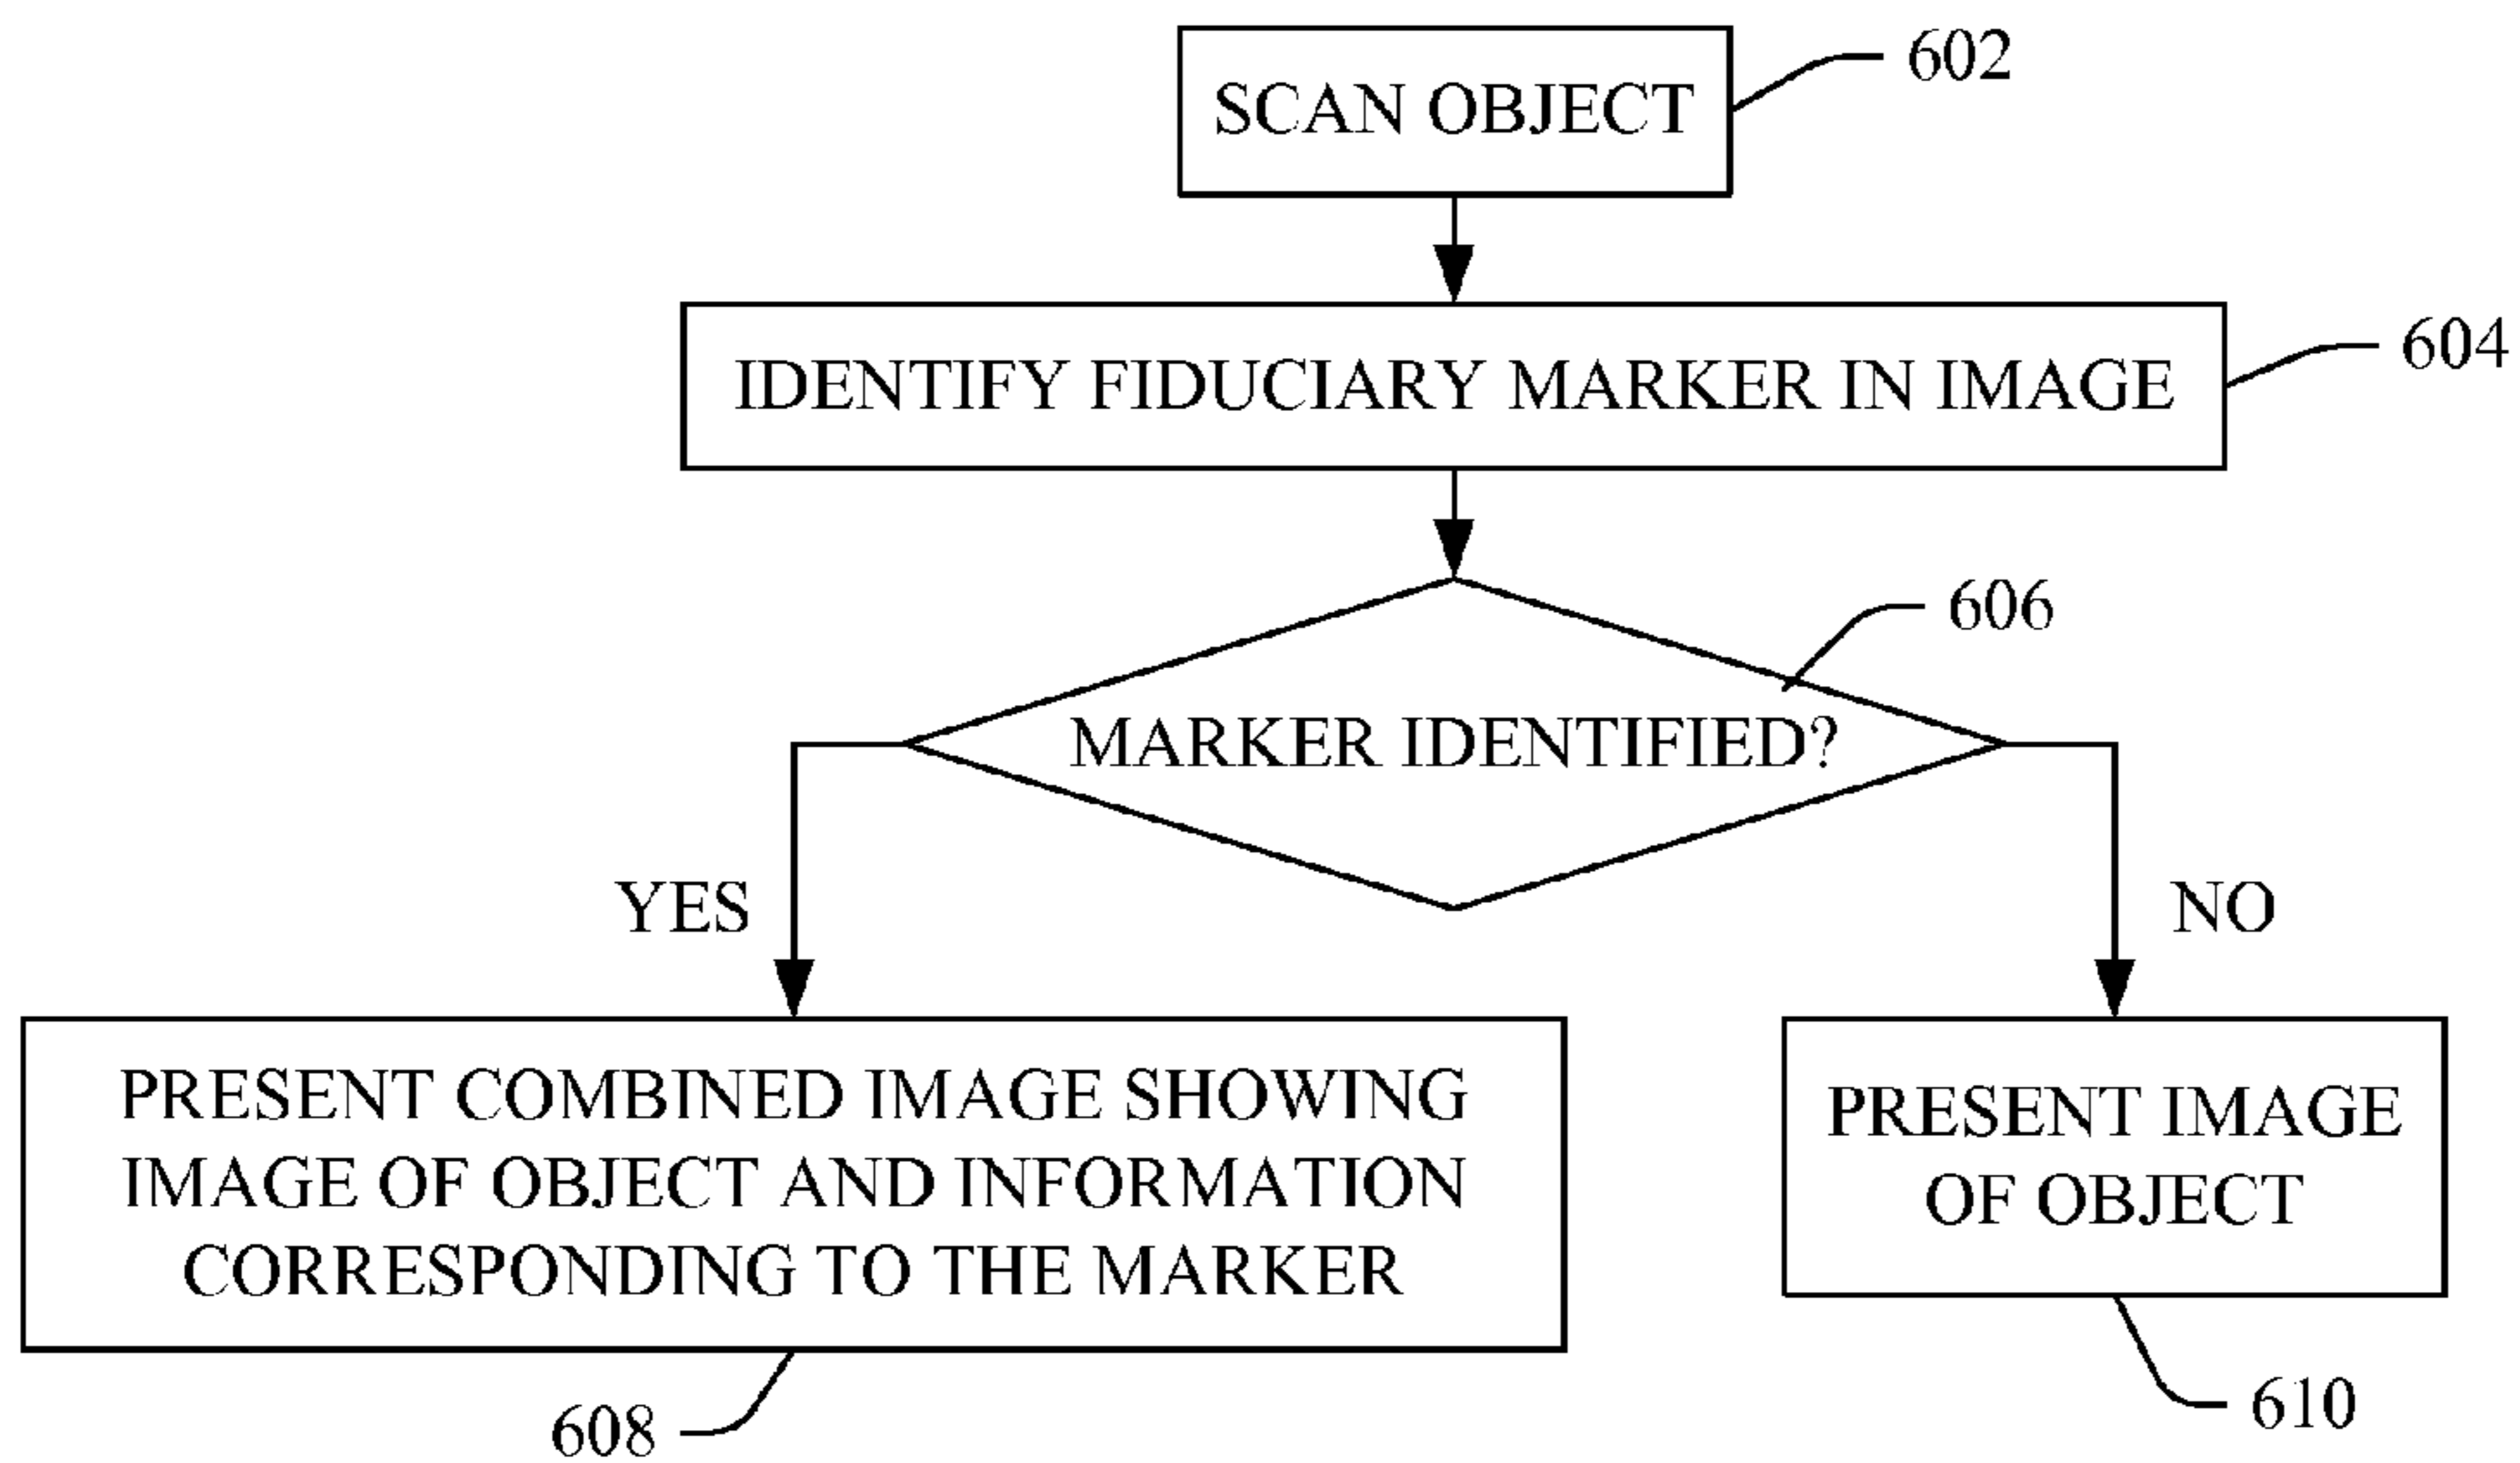 SCAN OBJECT
602
IDENTIFY FIDUCIARY MARKER IN IMAGE
604
606
MARKER IDENTIFIED?
YES
NO
PRESENT COMBINED IMAGE SHOWING
IMAGE OF OBJECT AND INFORMATION
CORRESPONDING TO THE MARKER
608
PRESENT IMAGE
OF OBJECT
610